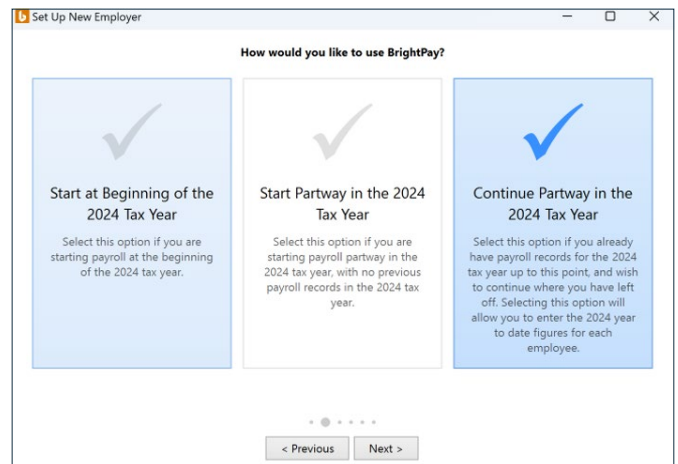 Set Up New Employer
How would you like to use BrightPay?
Start at Beginning of the
2024 Tax Year
Select this option if you are
starting payroll at the beginning
of the 2024 tax year.
Start Partway in the 2024
Tax Year
Select this option if you are
starting payroll partway in the
2024 tax year, with no previous
payroll records in the 2024 tax
year.
Continue Partway in the
2024 Tax Year
Select this option if you already
have payroll records for the 2024
tax year up to this point, and wish
to continue where you have left
off. Selecting this option will
allow you to enter the 2024 year
to date figures for each
employee.
< Previous
Next >